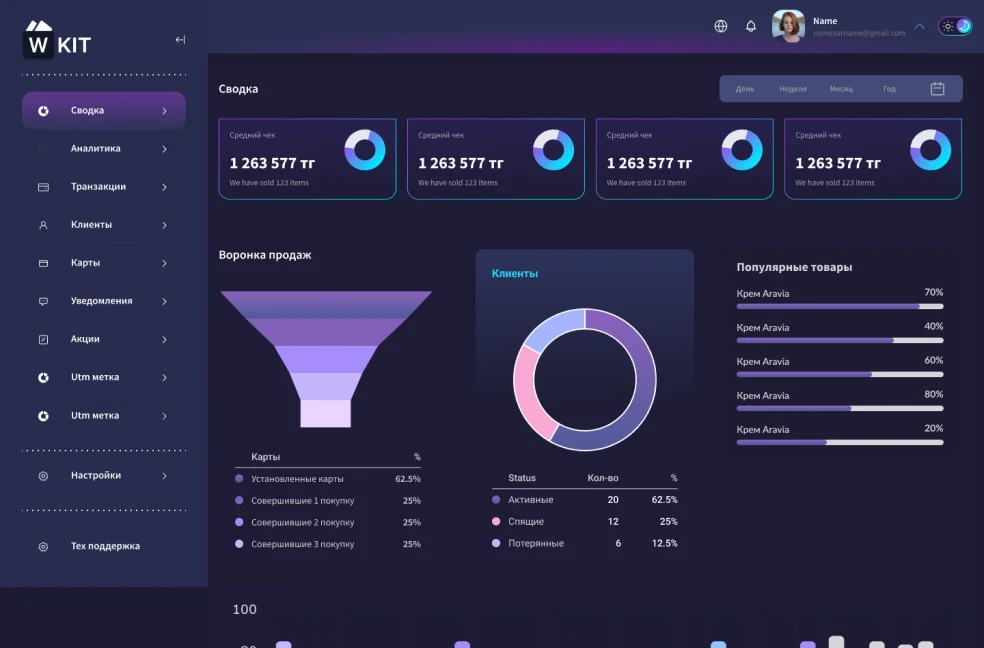 W KIT
Name
namesurname@gmail.com
Сводка
Аналитика
Транзакции
Клиенты
Карты
Уведомления
Акции
Utm метка
Utm метка
Настройки
Тех поддержка
Сводка
День Неделя Месяц Год
Средний чек
1 263 577 тг
We have sold 123 items
Средний чек
1 263 577 тг
We have sold 123 items
Средний чек
1 263 577 тг
We have sold 123 items
Средний чек
1 263 577 тг
We have sold 123 items
Воронка продаж
Карты %
Установленные карты 62.5%
Совершившие 1 покупку 25%
Совершившие 2 покупку 25%
Совершившие 3 покупку 25%
Клиенты
Status Кол-во %
Активные 20 62.5%
Спящие 12 25%
Потерянные 6 12.5%
Популярные товары
Крем Aravia 70%
Крем Aravia 40%
Крем Aravia 60%
Крем Aravia 80%
Крем Aravia 20%
100